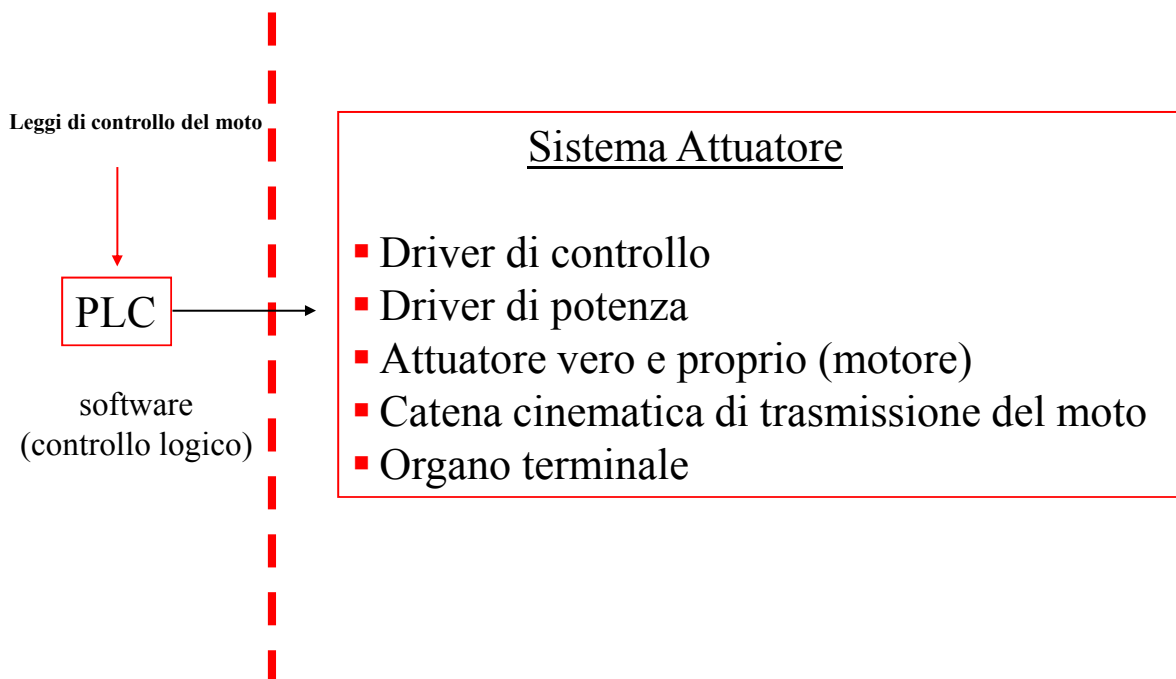 Leggi di controllo del moto
PLC
software
(controllo logico)
Sistema Attuatore
▪ Driver di controllo
▪ Driver di potenza
▪ Attuatore vero e proprio (motore)
▪ Catena cinematica di trasmissione del moto
▪ Organo terminale